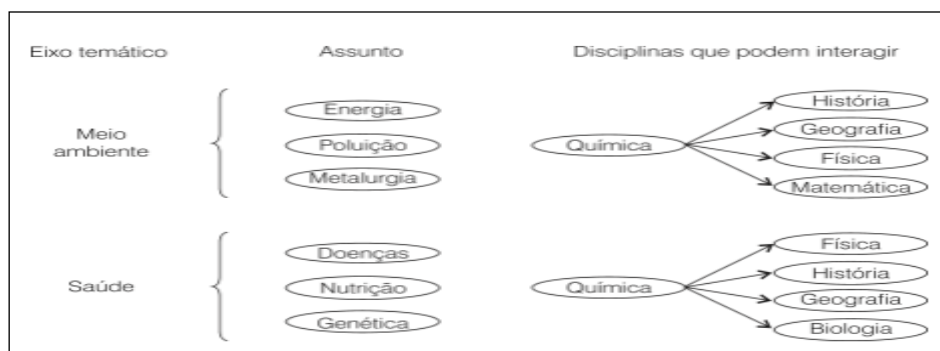 Eixo temático Assunto Disciplinas que podem interagir
Meio ambiente
Energia
Poluição
Metalurgia
Química
História
Geografia
Física
Matemática
Saúde
Doenças
Nutrição
Genética
Química
Física
História
Geografia
Biologia